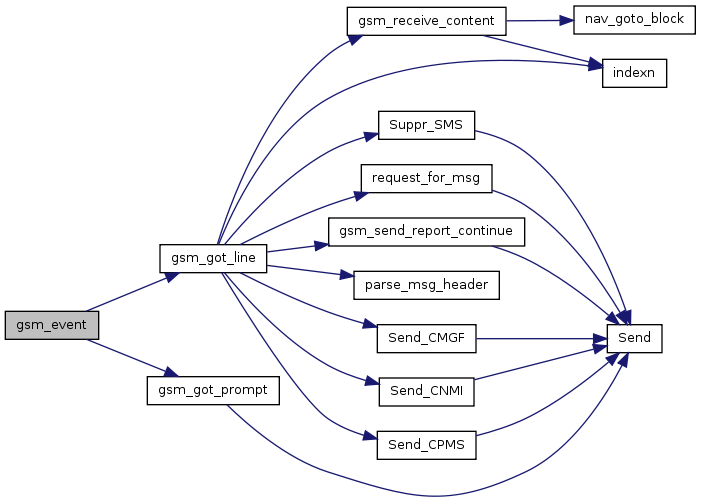 gsm_receive_content
nav_goto_block
indexn
Suppr_SMS
request_for_msg
gsm_send_report_continue
gsm_got_line
parse_msg_header
gsm_event
Send_CMGF
Send
gsm_got_prompt
Send_CNMI
Send_CPMS